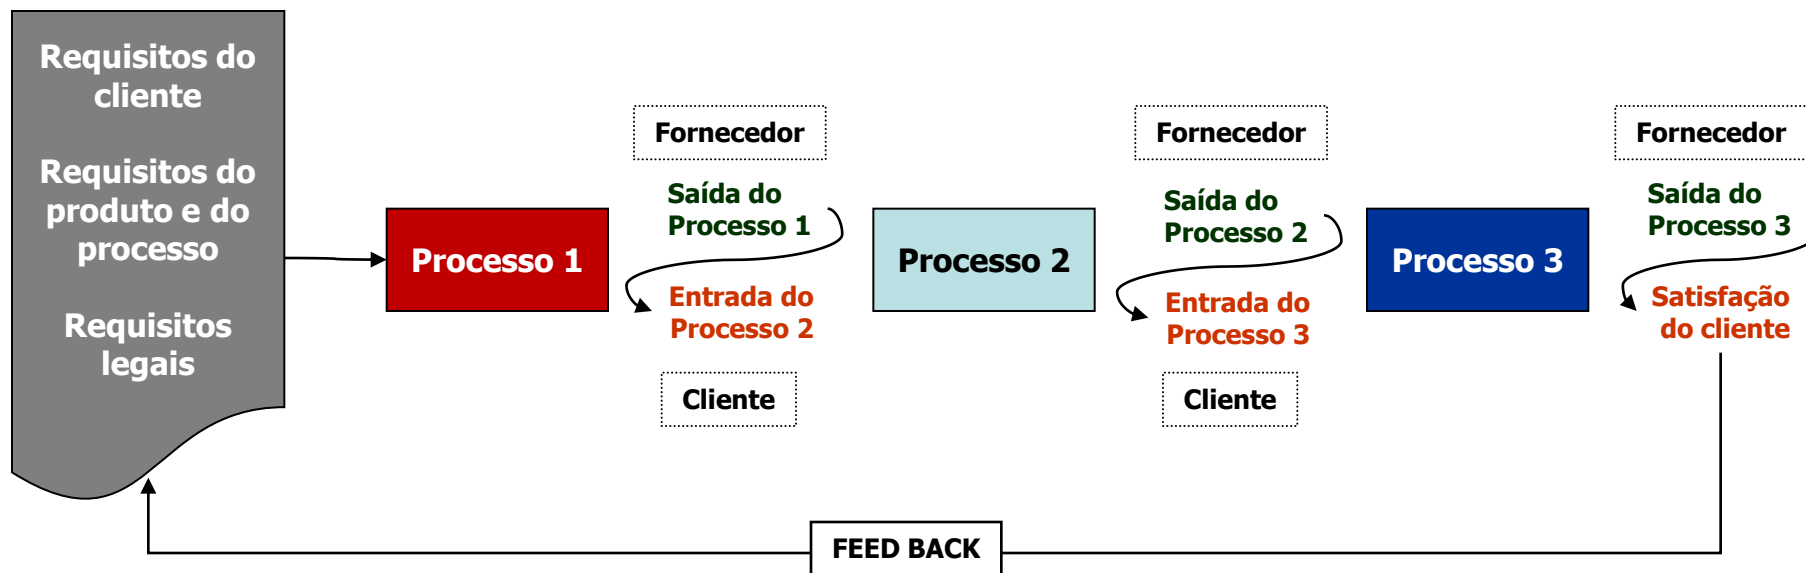 Requisitos do
cliente
Requisitos do
produto e do
processo
Requisitos
legais
Processo 1
Fornecedor
Saída do
Processo 1
Entrada do
Processo 2
Cliente
Processo 2
Fornecedor
Saída do
Processo 2
Entrada do
Processo 3
Cliente
Processo 3
Fornecedor
Saída do
Processo 3
Satisfação
do cliente
FEED BACK